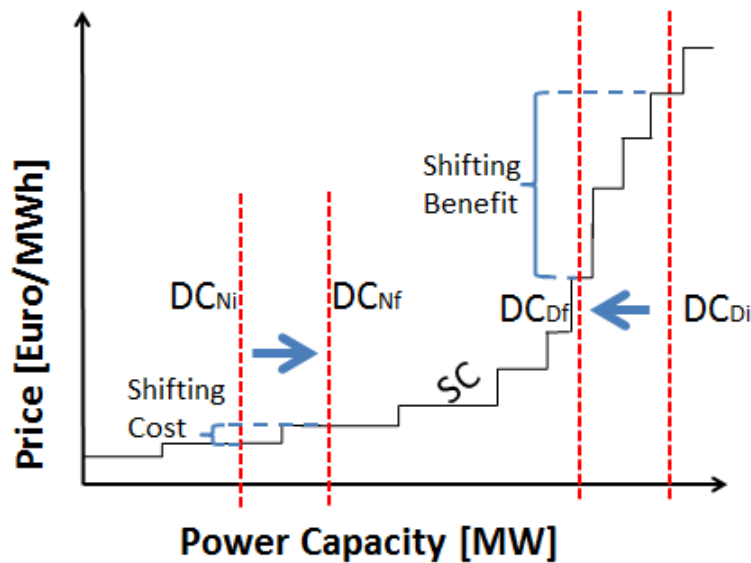 Price [Euro/MWh]
Shifting
Benefit
DCNi
DCNf
DCDf
DCDi
Shifting
Cost
SC
Power Capacity [MW]